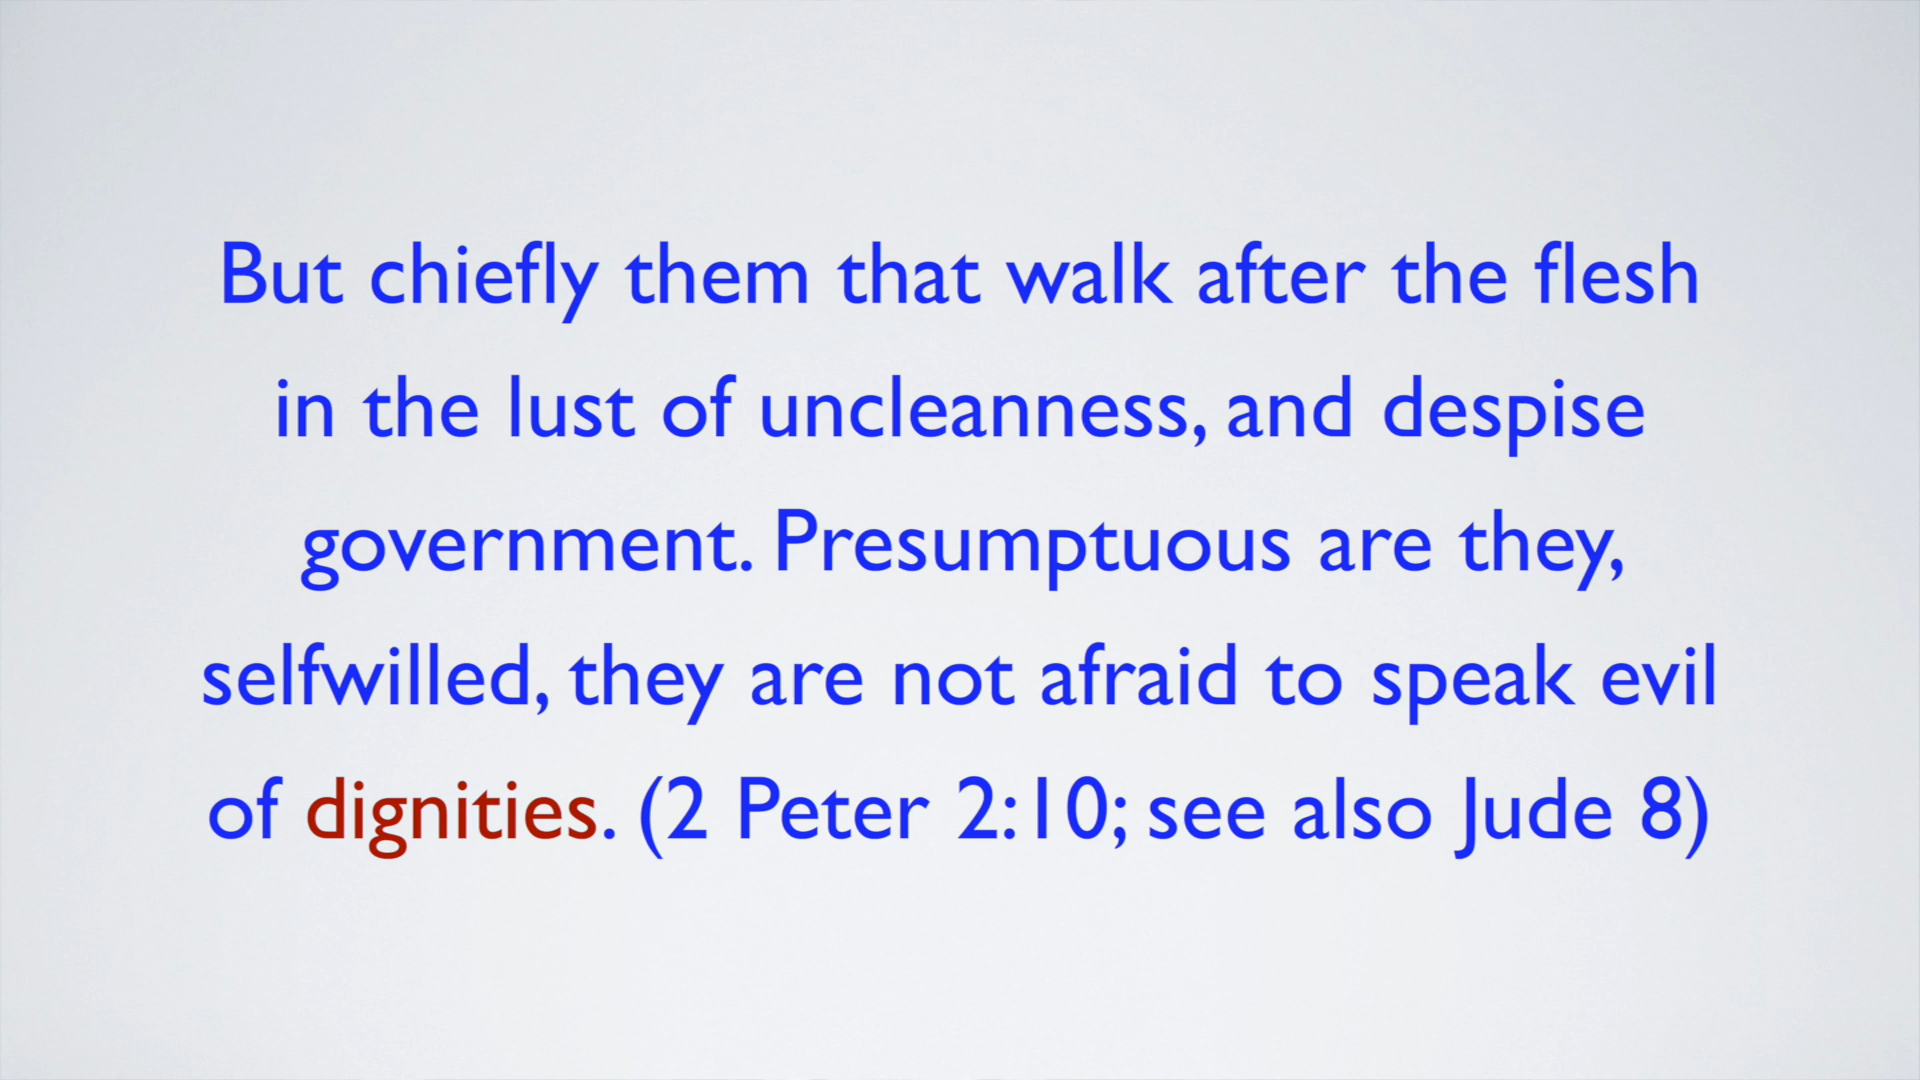 But chiefly them that walk after the flesh
in the lust of uncleanness, and despise
government. Presumptuous are they,
selfwilled, they are not afraid to speak evil
of dignities. (2 Peter 2:10; see also Jude 8)